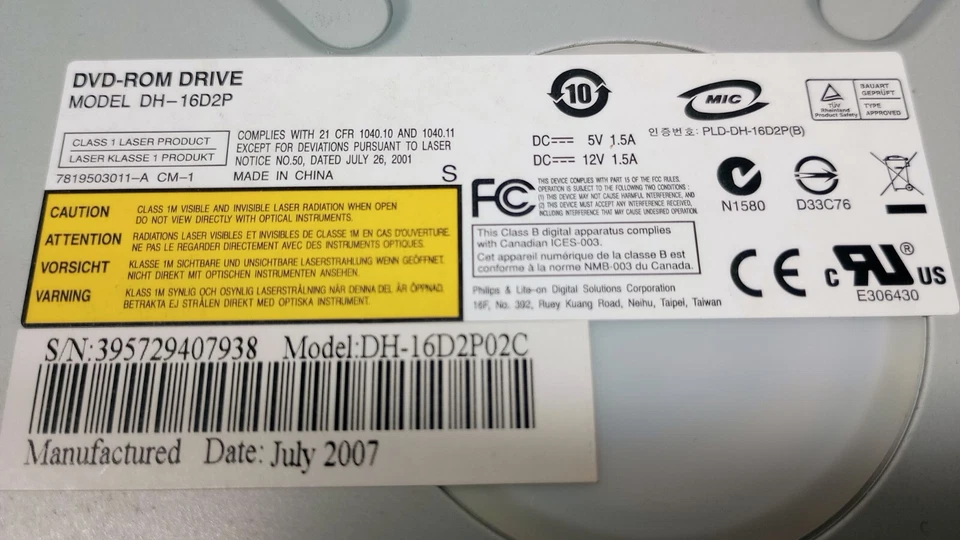 DVD-ROM DRIVE
MODEL DH-16D2P
CLASS 1 LASER PRODUCT
LASER KLASSE 1 PRODUKT
7819503011-A CM-1
COMPLIES WITH 21 CFR 1040.10 AND 1040.11
EXCEPT FOR DEVIATIONS PURSUANT TO LASER
NOTICE NO.50, DATED JULY 26, 2001
MADE IN CHINA
S
10
MIC
TÜV
Rheinland
Product Safety
BAUART
GEPRÜFT
TYPE
APPROVED
DC 5V 1.5A
DC 12V 1.5A
인증번호: PLD-DH-16D2P(B)
FC
THIS DEVICE COMPLIES WITH PART 15 OF THE FCC RULES.
OPERATION IS SUBJECT TO THE FOLLOWING TWO CONDITIONS :
(1) THIS DEVICE MAY NOT CAUSE HARMFUL INTERFERENCE, AND
(2) THIS DEVICE MUST ACCEPT ANY INTERFERENCE RECEIVED,
INCLUDING INTERFERENCE THAT MAY CAUSE UNDESIRED OPERATION.
N1580
D33C76
CAUTION CLASS 1M VISIBLE AND INVISIBLE LASER RADIATION WHEN OPEN
DO NOT VIEW DIRECTLY WITH OPTICAL INSTRUMENTS.
ATTENTION RADIATIONS LASER VISIBLES ET INVISIBLES DE CLASSE 1M EN CAS D'OUVERTURE.
NE PAS LE REGARDER DIRECTEMENT AVEC DES INSTRUMENTS OPTIQUES.
VORSICHT KLASSE 1M SICHTBARE UND UNSICHTBARE LASERSTRAHLUNG WENN GEÖFFNET.
NICHT DIREKT MIT OPTISCHEN INSTRUMENTEN ANSEHEN.
VARNING KLASS 1M SYNLIG OCH OSYNLIG LASERSTRÅLNING NÄR DENNA DEL ÄR ÖPPNAD.
BETRAKTA EJ STRÅLEN DIREKT MED OPTISKA INSTRUMENT.
This Class B digital apparatus complies
with Canadian ICES-003.
Cet appareil numérique de la classe B est
conforme à la norme NMB-003 du Canada.
Philips & Lite-on Digital Solutions Corporation
16F, No. 392, Ruey Kuang Road, Neihu, Taipei, Taiwan
CE
c RU ® US
E306430
S/N:395729407938 Model:DH-16D2P02C
Manufactured Date: July 2007